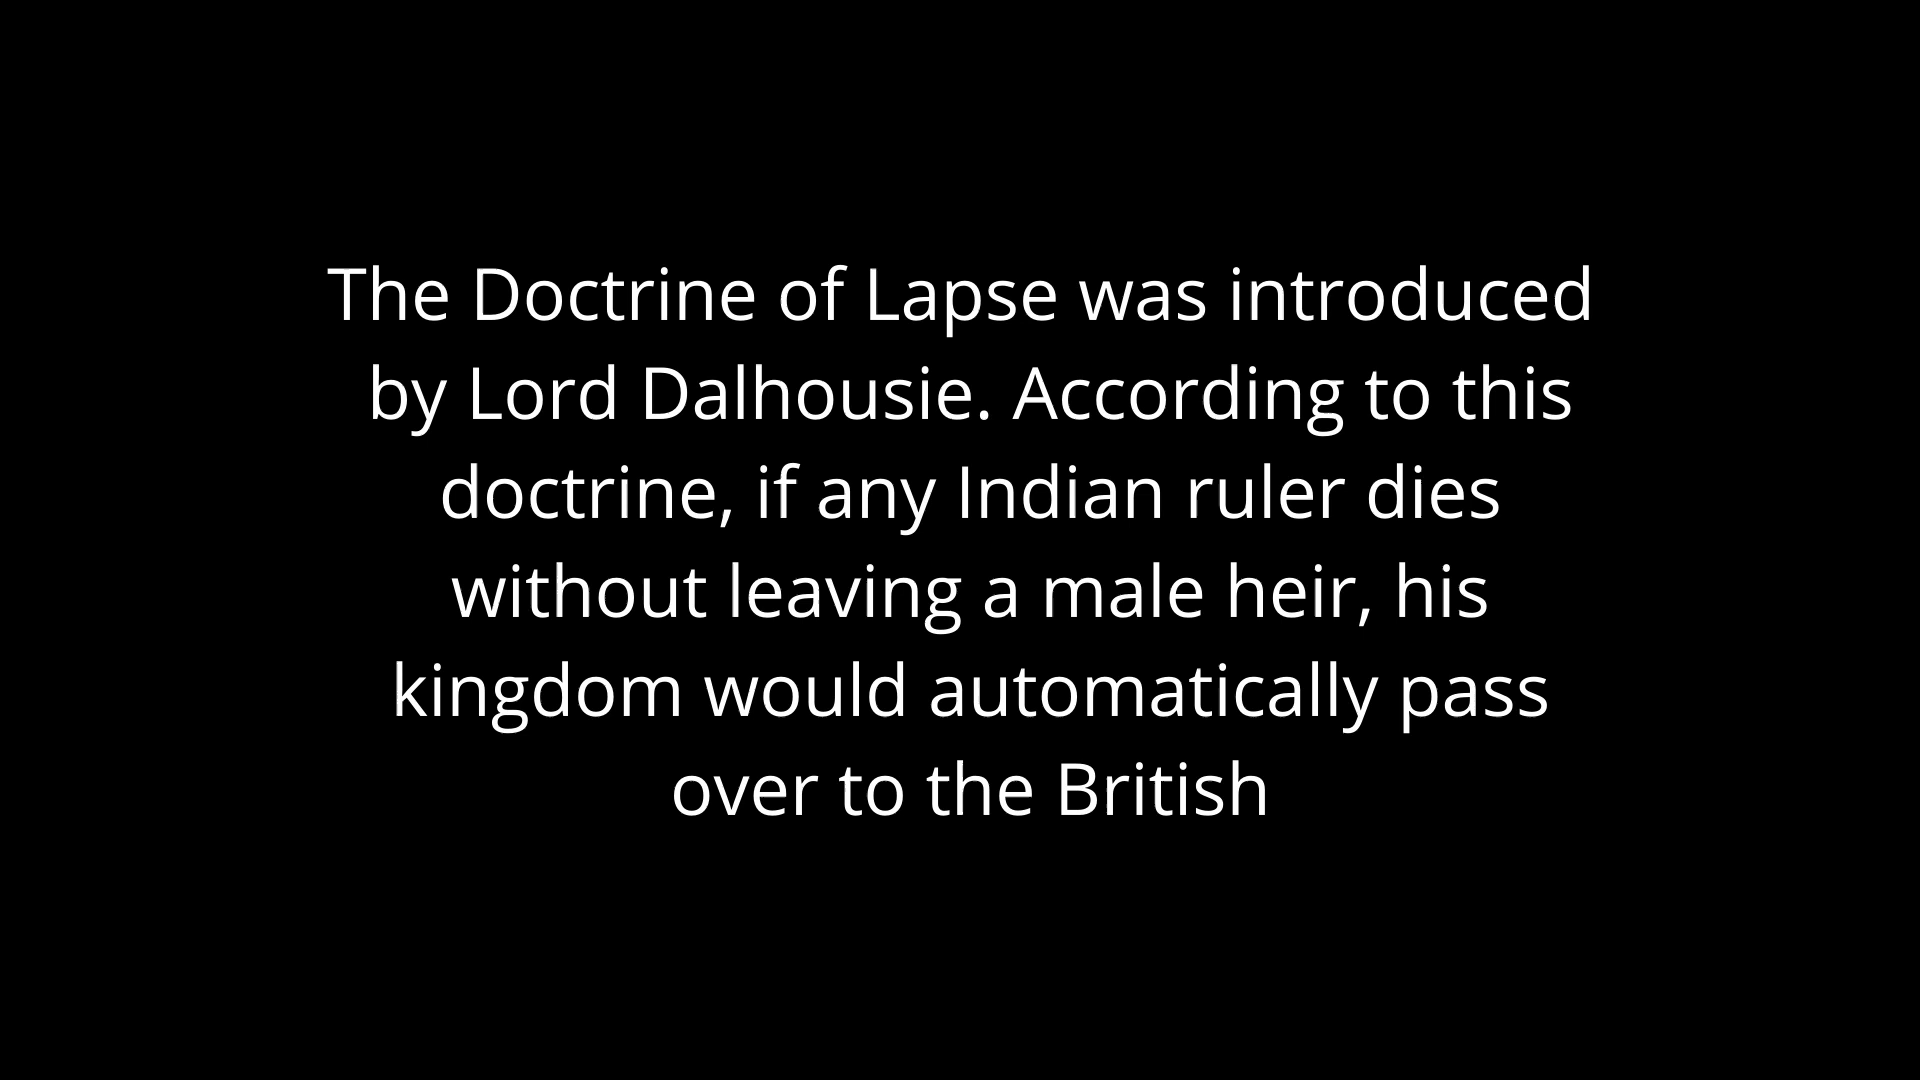 The Doctrine of Lapse was introduced
by Lord Dalhousie. According to this
doctrine, if any Indian ruler dies
without leaving a male heir, his
kingdom would automatically pass
over to the British